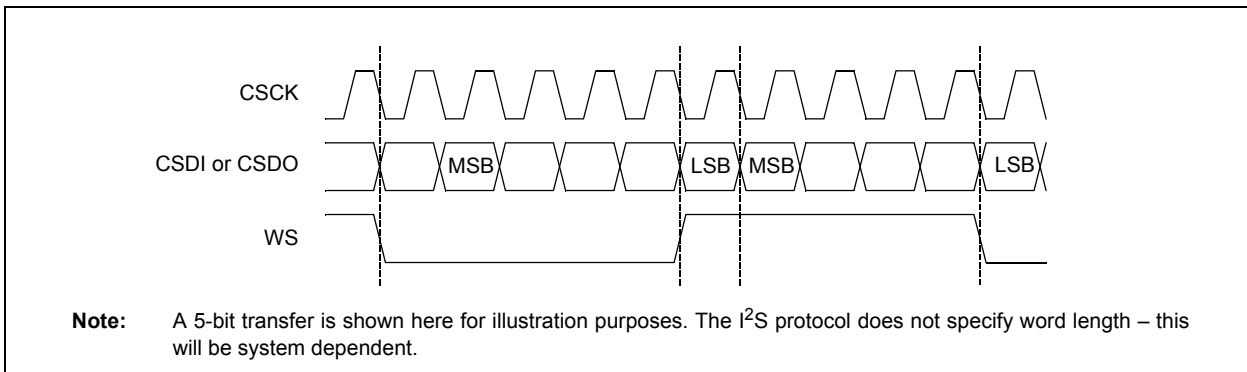 CSCK
CSDI or CSDO
MSB LSB MSB LSB
WS
Note: A 5-bit transfer is shown here for illustration purposes. The I²S protocol does not specify word length – this
will be system dependent.